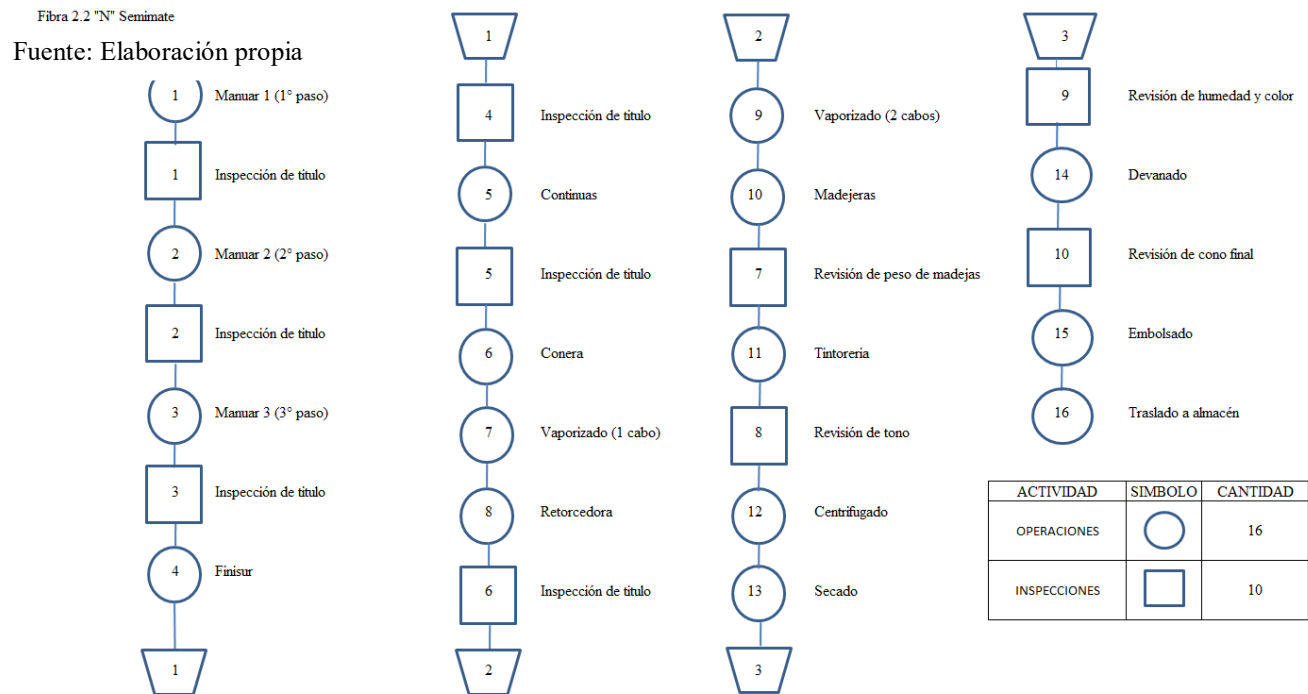 Fibra 2.2 "N" Semimate
Fuente: Elaboración propia
1 Manuar 1 (1° paso)
1 Inspección de titulo
2 Manuar 2 (2° paso)
2 Inspección de titulo
3 Manuar 3 (3° paso)
3 Inspección de titulo
4 Finisur
1
1
4 Inspección de titulo
5 Continuas
5 Inspección de titulo
6 Conera
7 Vaporizado (1 cabo)
8 Retorcedora
6 Inspección de titulo
2
2
9 Vaporizado (2 cabos)
10 Madejeras
7 Revisión de peso de madejas
11 Tintoreria
8 Revisión de tono
12 Centrifugado
13 Secado
3
3
9 Revisión de humedad y color
14 Devanado
10 Revisión de cono final
15 Embolsado
16 Traslado a almacén
ACTIVIDAD SIMBOLO CANTIDAD
OPERACIONES 16
INSPECCIONES 10